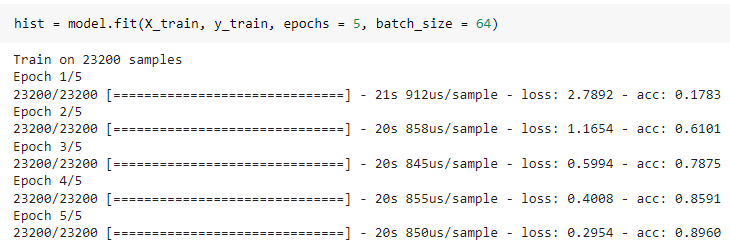 hist = model.fit(X_train, y_train, epochs = 5, batch_size = 64)
Train on 23200 samples
Epoch 1/5
23200/23200 [==============================] - 21s 912us/sample - loss: 2.7892 - acc: 0.1783
Epoch 2/5
23200/23200 [==============================] - 20s 858us/sample - loss: 1.1654 - acc: 0.6101
Epoch 3/5
23200/23200 [==============================] - 20s 845us/sample - loss: 0.5994 - acc: 0.7875
Epoch 4/5
23200/23200 [==============================] - 20s 855us/sample - loss: 0.4008 - acc: 0.8591
Epoch 5/5
23200/23200 [==============================] - 20s 850us/sample - loss: 0.2954 - acc: 0.8960